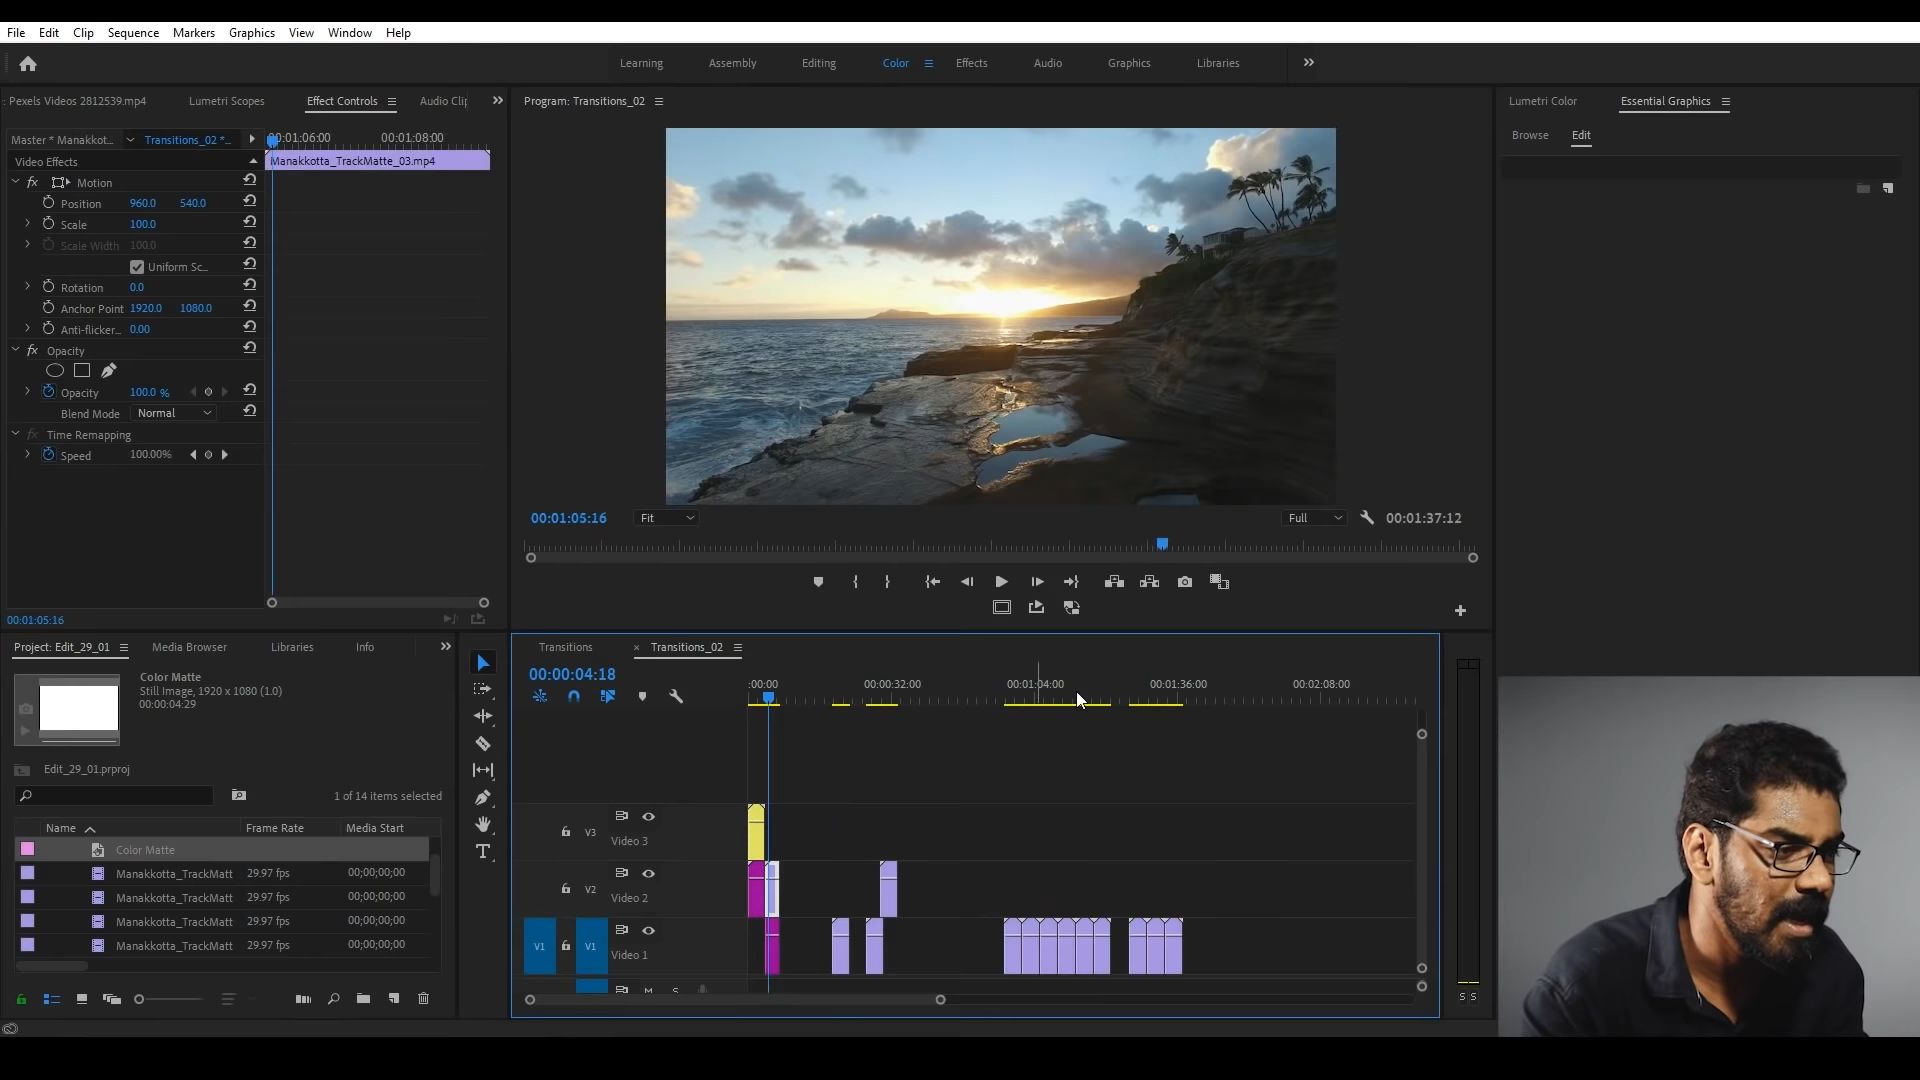 File Edit Clip Sequence Markers Graphics View Window Help
Learning Assembly Editing Color Effects Audio Graphics Libraries
: Pexels Videos 2812539.mp4 Lumetri Scopes Effect Controls Audio Clip
Program: Transitions_02
Lumetri Color Essential Graphics
Browse Edit
Master * Manakkot... Transitions_02 *... 00:01:06:00 00:01:08:00
Video Effects Manakkotta_TrackMatte_03.mp4
fx Motion
Position 960.0 540.0
Scale 100.0
Scale Width 100.0
Uniform Sc...
Rotation 0.0
Anchor Point 1920.0 1080.0
Anti-flicker... 0.00
fx Opacity
Opacity 100.0 %
Blend Mode Normal
fx Time Remapping
Speed 100.00%
00:01:05:16
00:01:05:16 Fit Full 00:01:37:12
Project: Edit_29_01 Media Browser Libraries Info
Color Matte
Still Image, 1920 x 1080 (1.0)
00:00:04:29
Edit_29_01.prproj
1 of 14 items selected
Name Frame Rate Media Start
Color Matte
Manakkotta_TrackMatt 29.97 fps 00;00;00;00
Manakkotta_TrackMatt 29.97 fps 00;00;00;00
Manakkotta_TrackMatt 29.97 fps 00;00;00;00
Manakkotta_TrackMatt 29.97 fps 00;00;00;00
Transitions × Transitions_02
00:00:04:18
:00:00 00:00:32:00 00:01:04:00 00:01:36:00 00:02:08:00
V3 Video 3
V2 Video 2
V1 V1 Video 1
M S
S S